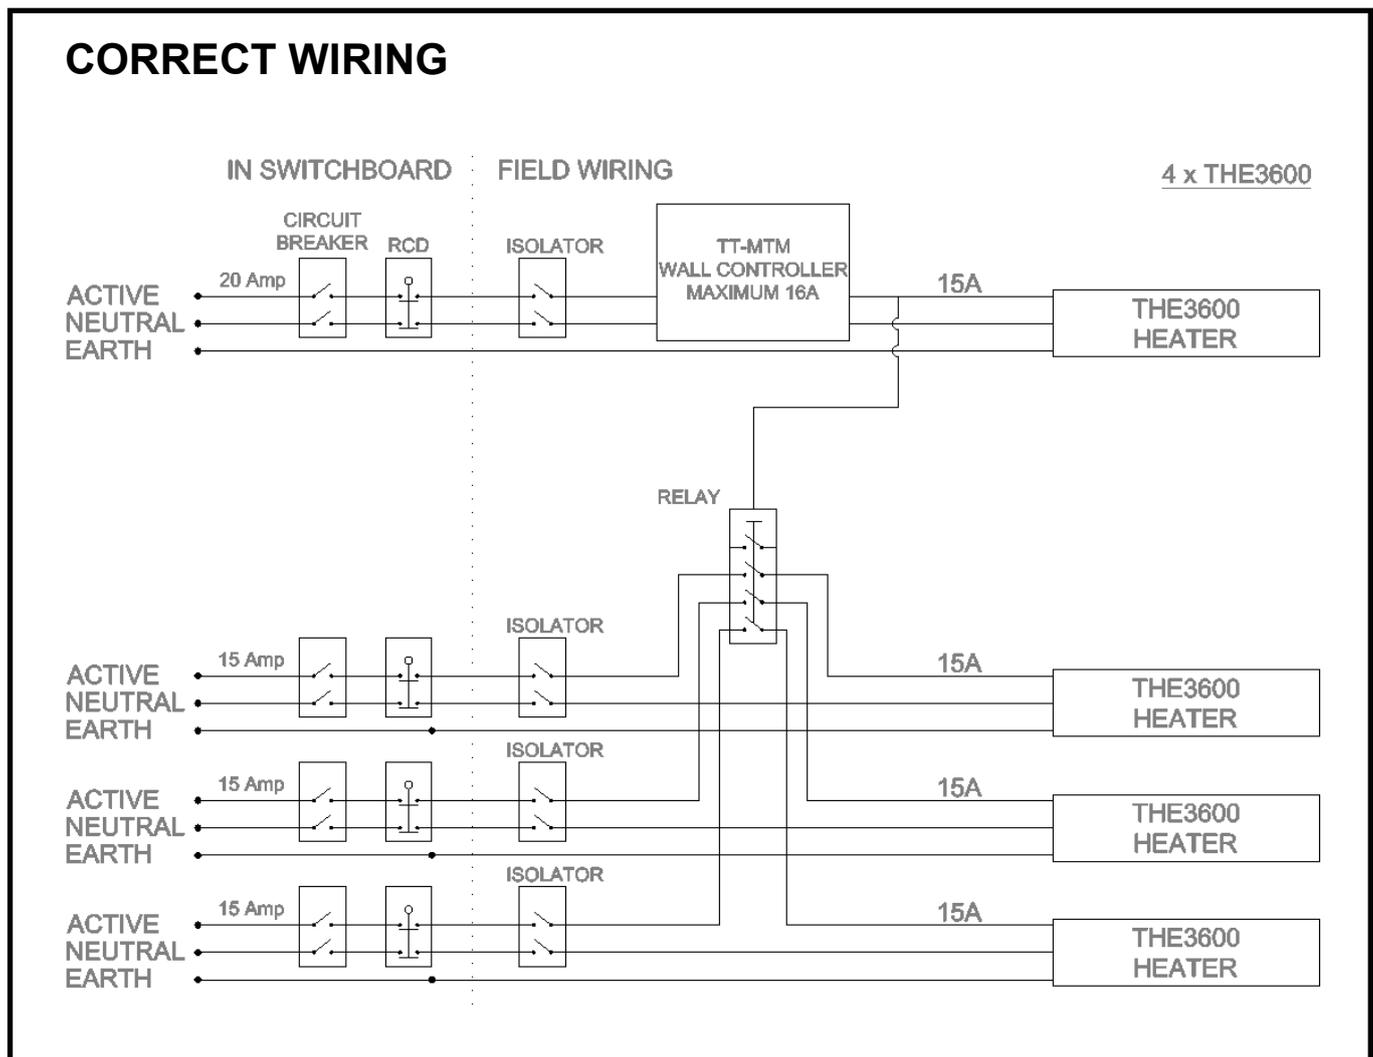 CORRECT WIRING
IN SWITCHBOARD
FIELD WIRING
4 x THE3600
CIRCUIT
BREAKER
RCD
ISOLATOR
TT-MTM
WALL CONTROLLER
MAXIMUM 16A
20 Amp
15A
ACTIVE
NEUTRAL
EARTH
THE3600
HEATER
RELAY
ISOLATOR
15 Amp
15A
ACTIVE
NEUTRAL
EARTH
THE3600
HEATER
ISOLATOR
15 Amp
15A
ACTIVE
NEUTRAL
EARTH
THE3600
HEATER
ISOLATOR
15 Amp
15A
ACTIVE
NEUTRAL
EARTH
THE3600
HEATER